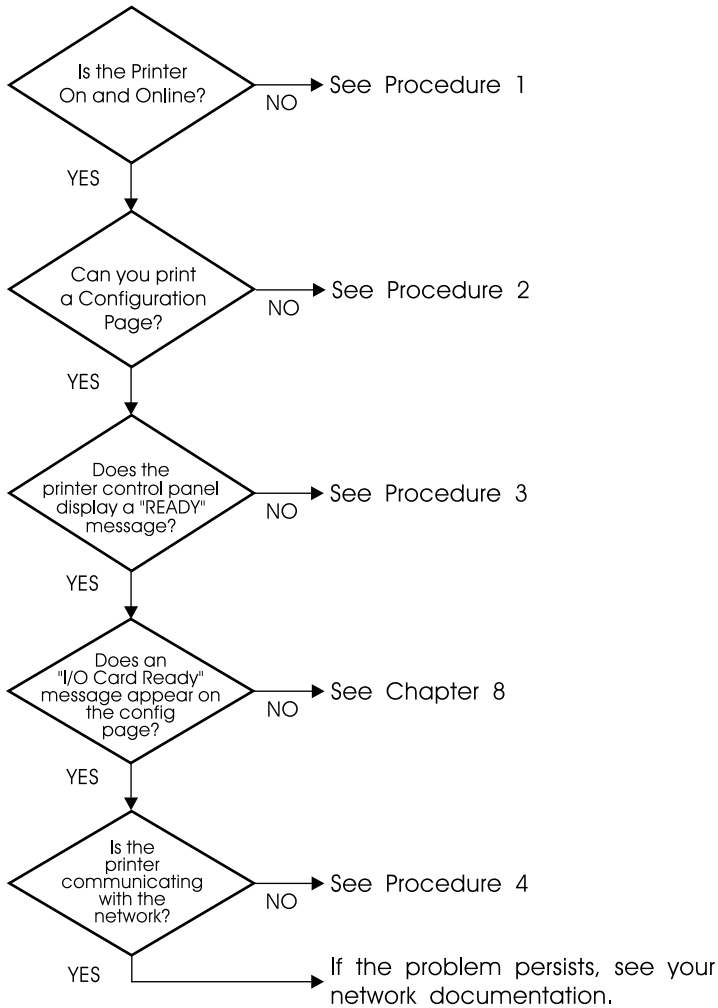 Is the Printer
On and Online?
NO
See Procedure 1
YES
Can you print
a Configuration
Page?
NO
See Procedure 2
YES
Does the
printer control panel
display a "READY"
message?
NO
See Procedure 3
YES
Does an
"I/O Card Ready"
message appear on
the config
page?
NO
See Chapter 8
YES
Is the
printer
communicating
with the
network?
NO
See Procedure 4
YES
If the problem persists, see your
network documentation.